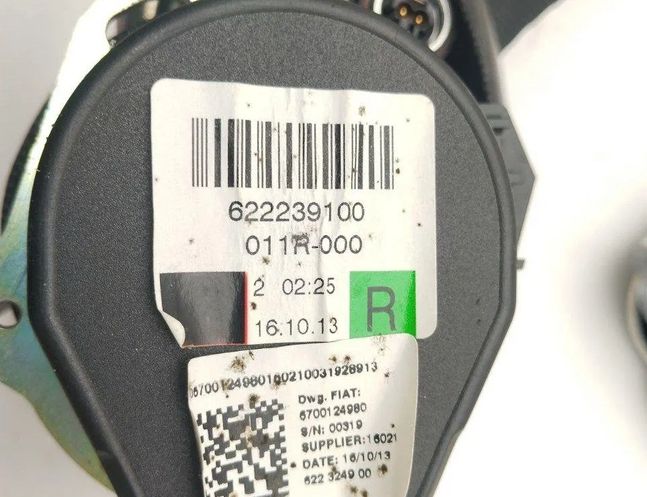 622239100
011R-000
2 02:25
16.10.13
R
6700124980160210031928913
Dwg. FIAT:
6700124980
S/N: 00319
SUPPLIER:16021
DATE: 16/10/13
622 3249 00